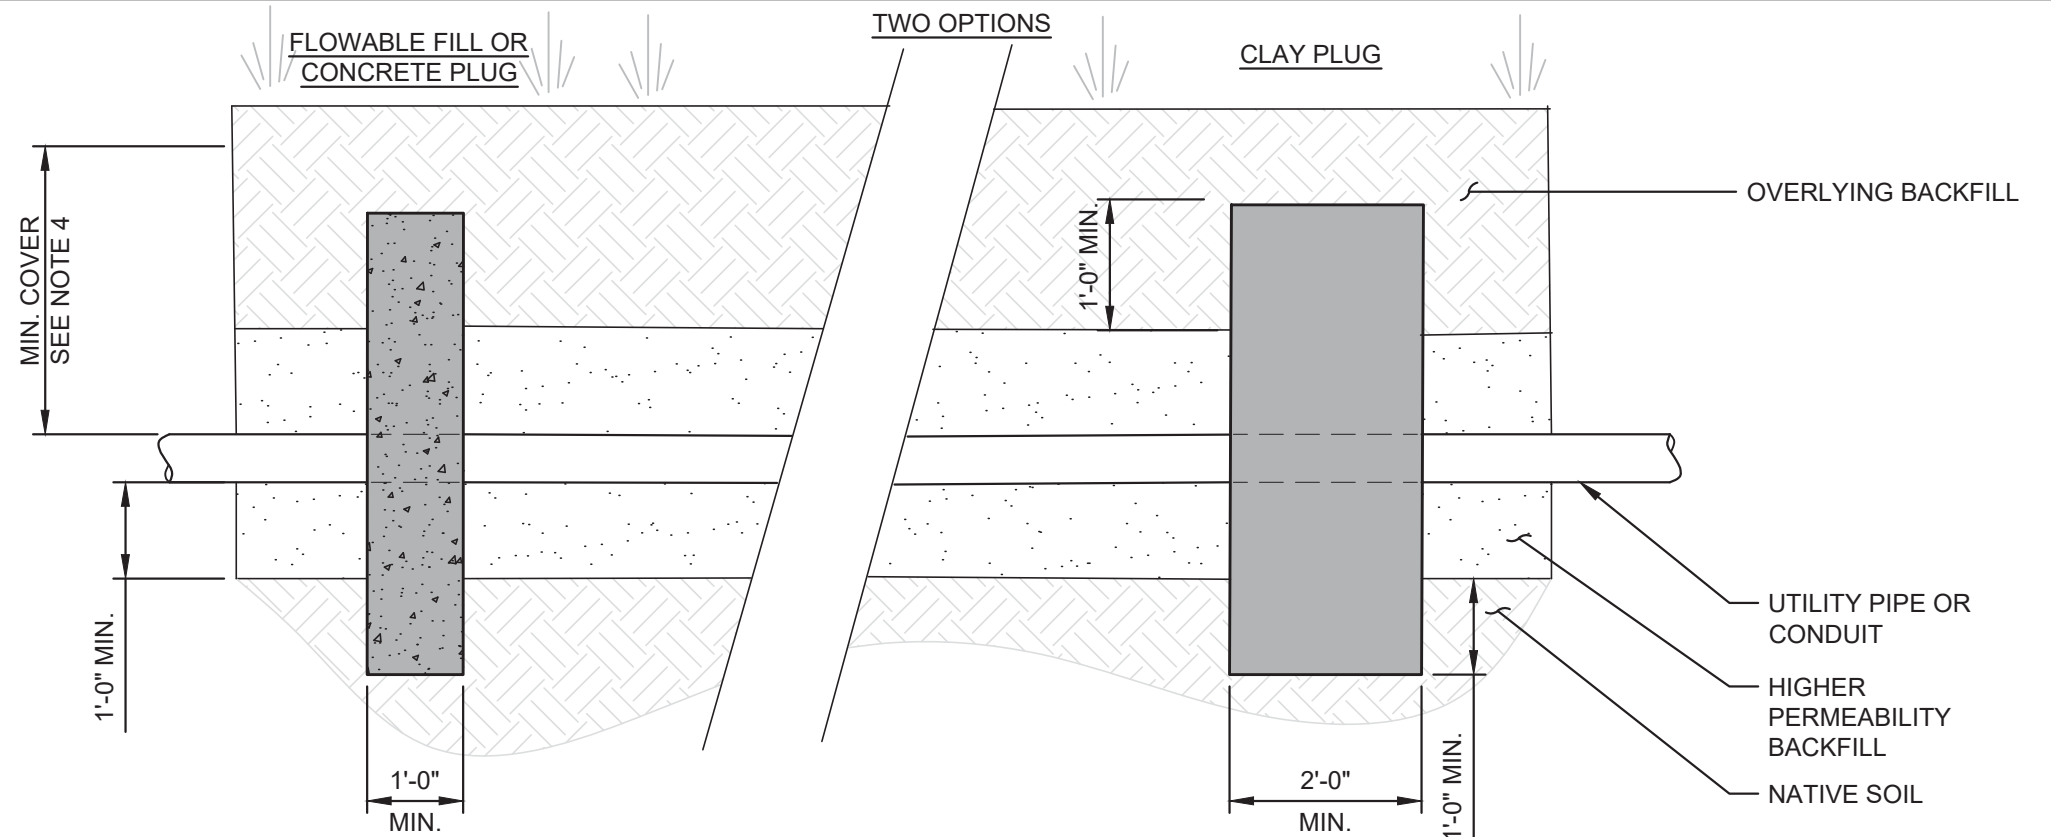 TWO OPTIONS
FLOWABLE FILL OR
CONCRETE PLUG
CLAY PLUG
MIN. COVER
SEE NOTE 4
1'-0" MIN.
OVERLYING BACKFILL
1'-0" MIN.
UTILITY PIPE OR
CONDUIT
HIGHER
PERMEABILITY
BACKFILL
NATIVE SOIL
1'-0"
MIN.
2'-0"
MIN.
1'-0" MIN.